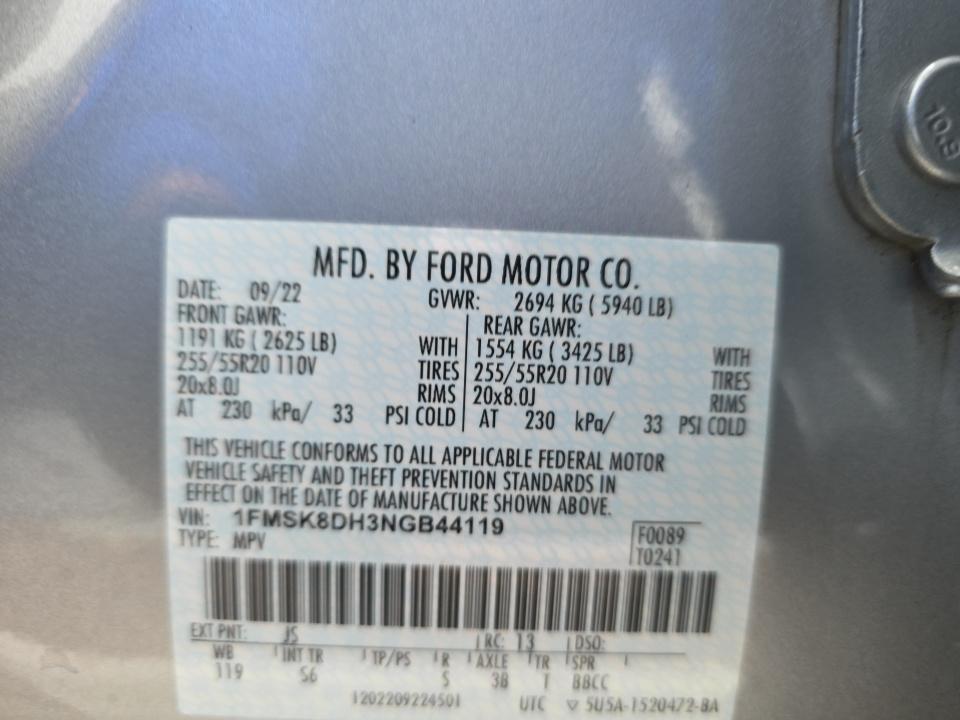 10.9
MFD. BY FORD MOTOR CO.
DATE: 09/22 GVWR: 2694 KG ( 5940 LB)
FRONT GAWR: REAR GAWR:
1191 KG ( 2625 LB) WITH 1554 KG ( 3425 LB) WITH
255/55R20 110V TIRES 255/55R20 110V TIRES
20x8.0J RIMS 20x8.0J RIMS
AT 230 kPa/ 33 PSI COLD AT 230 kPa/ 33 PSI COLD
THIS VEHICLE CONFORMS TO ALL APPLICABLE FEDERAL MOTOR
VEHICLE SAFETY AND THEFT PREVENTION STANDARDS IN
EFFECT ON THE DATE OF MANUFACTURE SHOWN ABOVE.
VIN: 1FMSK8DH3NGB44119
TYPE: MPV
F0089
T0241
EXT PNT: JS RC: 13 DSO:
WB INT TR TP/PS R AXLE TR SPR
119 S6 S 3B T BBCC
1202209224501 UTC ▽ 5U5A-1520472-BA